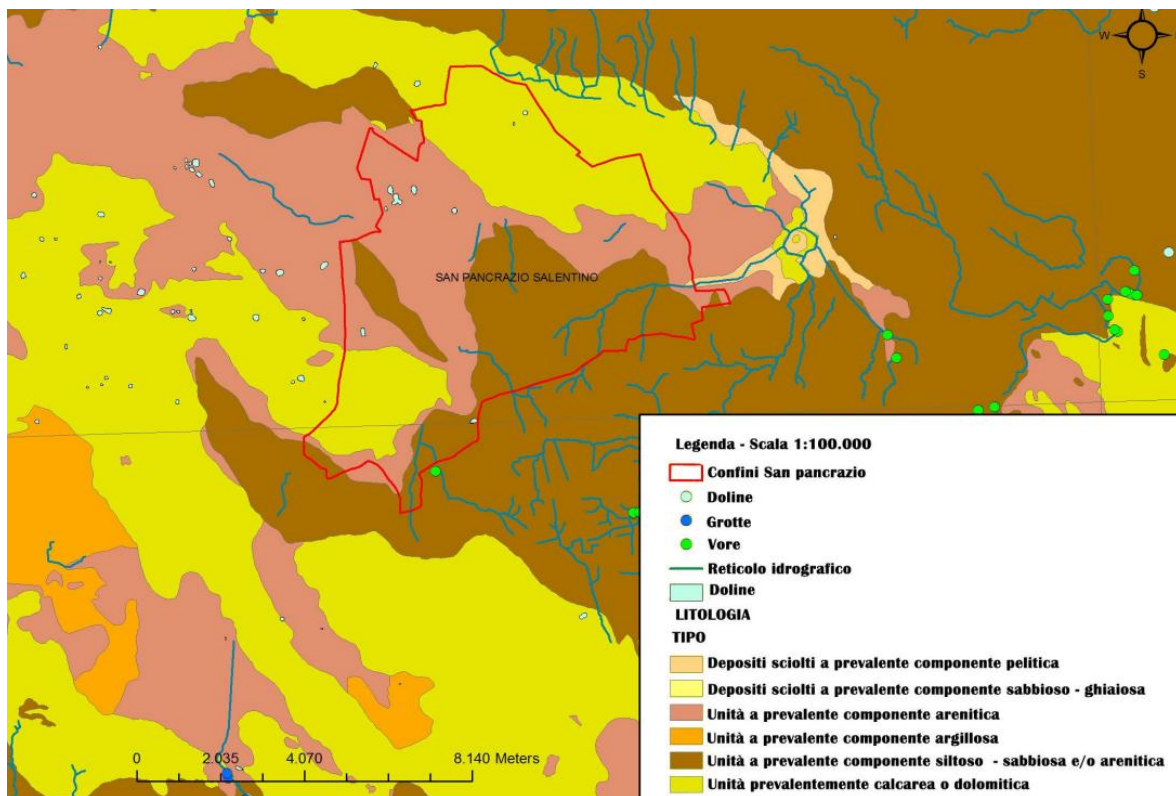 W
S
SAN PANCRAZIO SALENTINO
Legenda - Scala 1:100.000
Confini San pancrazio
Doline
Grotte
Vore
Reticolo idrografico
Doline
LITOLOGIA
TIPO
Depositi sciolti a prevalente componente pelitica
Depositi sciolti a prevalente componente sabbioso - ghiaiosa
Unità a prevalente componente arenitica
Unità a prevalente componente argillosa
Unità a prevalente componente siltoso - sabbiosa e/o arenitica
Unità prevalentemente calcarea o dolomitica
0 2.035 4.070 8.140 Meters